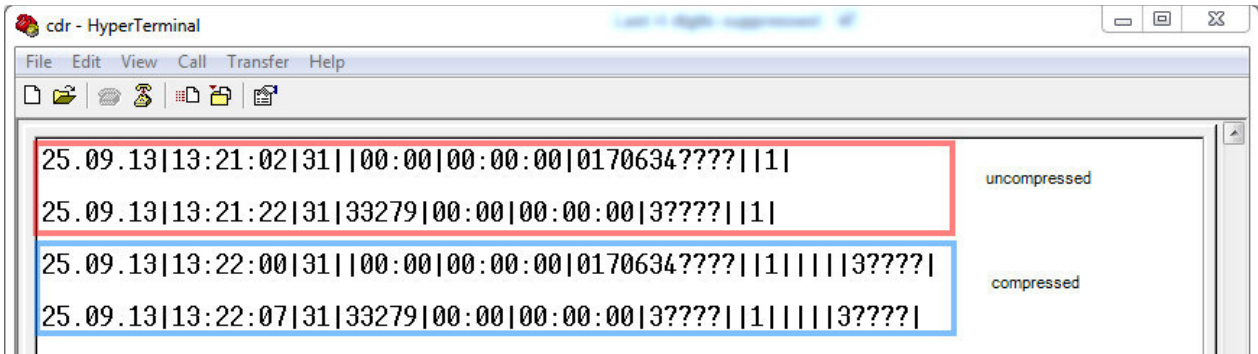 cdr - HyperTerminal
File Edit View Call Transfer Help
25.09.13|13:21:02|31||00:00|00:00:00|0170634????||1|
uncompressed
25.09.13|13:21:22|31|33279|00:00|00:00:00|3????||1|
25.09.13|13:22:00|31||00:00|00:00:00|0170634????||1|||||3????|
compressed
25.09.13|13:22:07|31|33279|00:00|00:00:00|3????||1|||||3????|